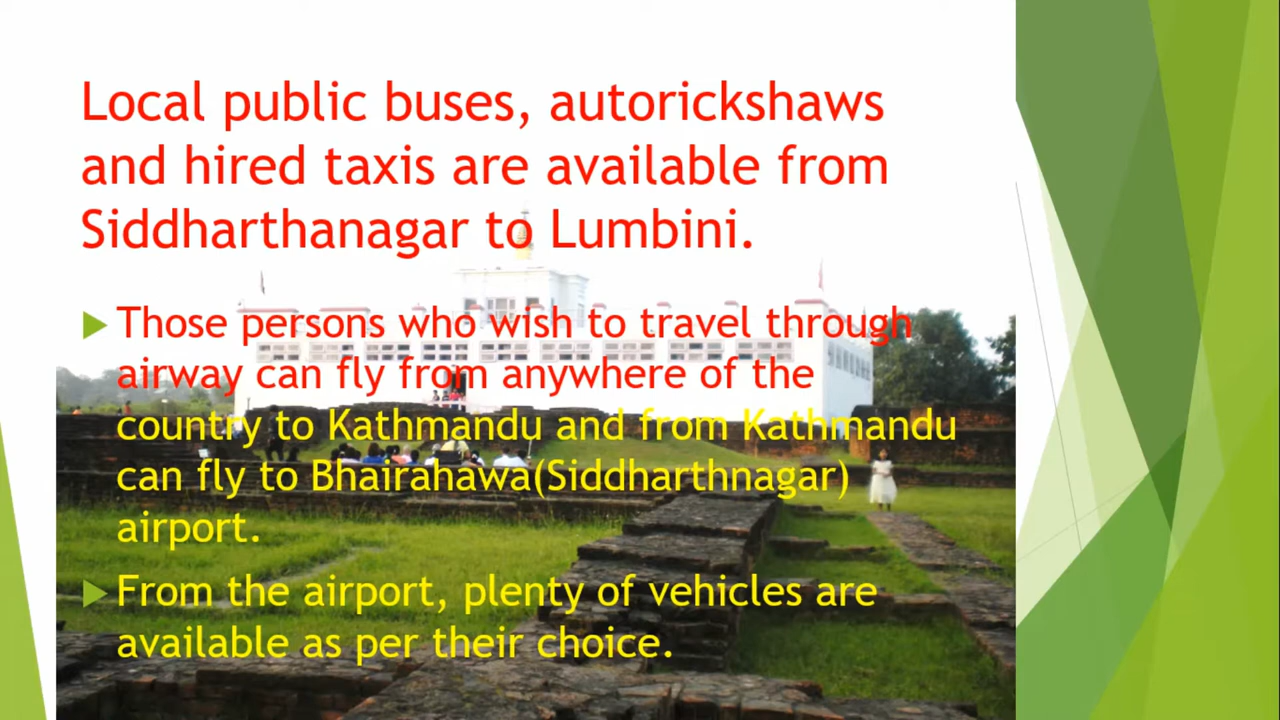 Local public buses, autorickshaws
and hired taxis are available from
Siddharthanagar to Lumbini.
Those persons who wish to travel through
airway can fly from anywhere of the
country to Kathmandu and from Kathmandu
can fly to Bhairahawa(Siddharthnagar)
airport.
From the airport, plenty of vehicles are
available as per their choice.